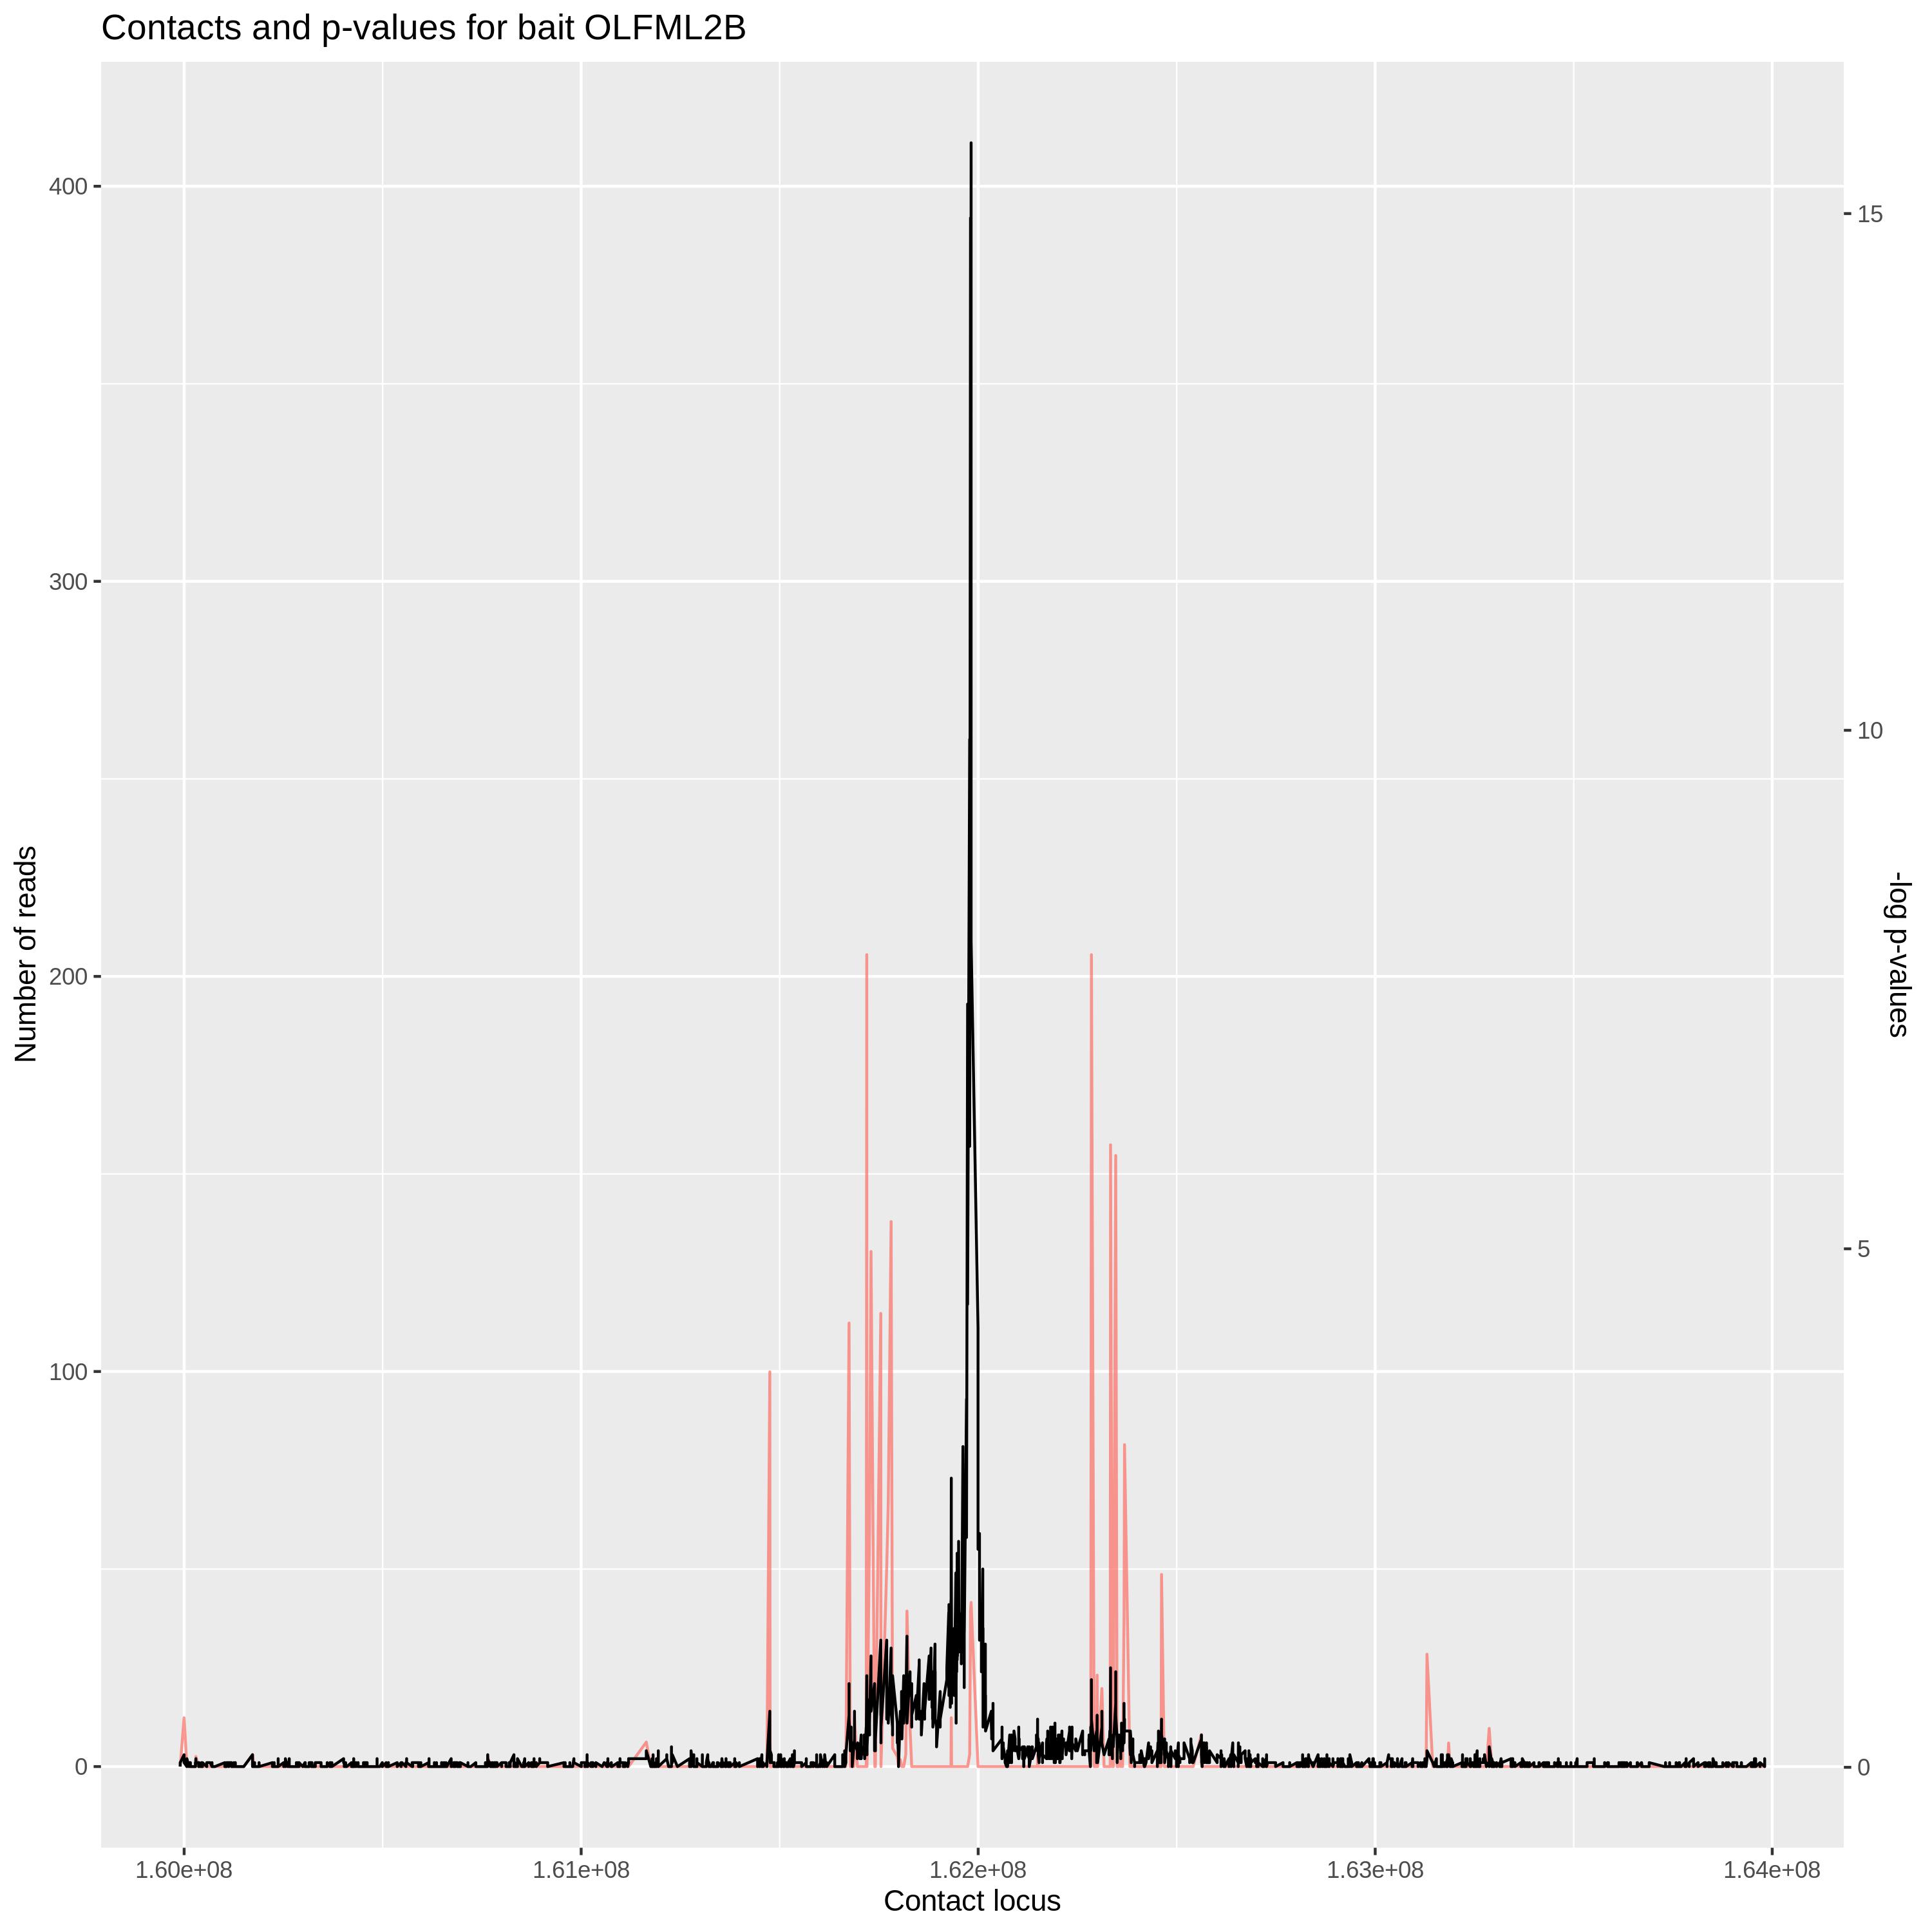 Contacts and p-values for bait OLFML2B
400
300
200
100
0
Number of reads
15
10
5
0
-log p-values
1.60e+08
1.61e+08
1.62e+08
1.63e+08
1.64e+08
Contact locus